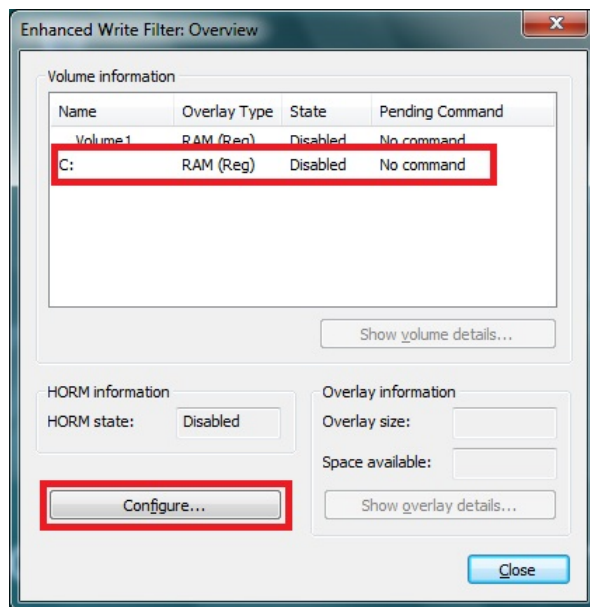 Enhanced Write Filter: Overview
Volume information
Name Overlay Type State Pending Command
Volume1 RAM (Reg) Disabled No command
C: RAM (Reg) Disabled No command
Show volume details...
HORM information
HORM state: Disabled
Overlay information
Overlay size:
Space available:
Configure...
Show overlay details...
Close